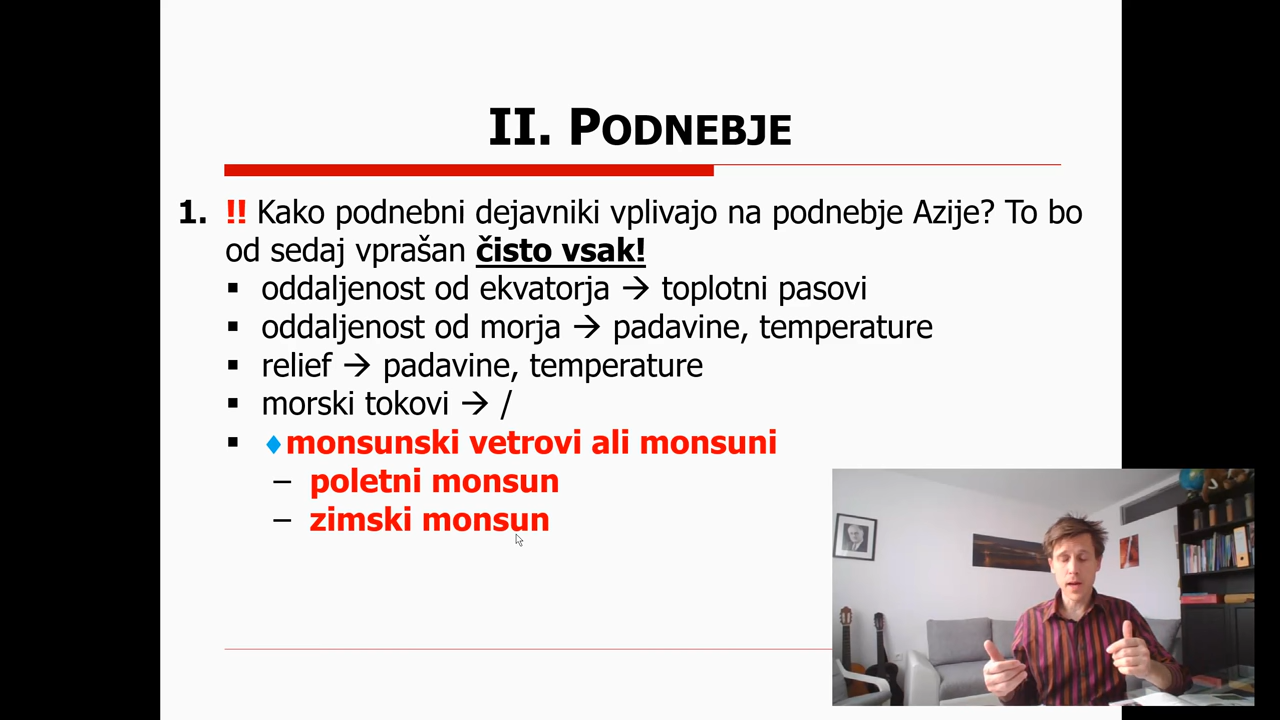 II. PODNEBJE
1. !! Kako podnebni dejavniki vplivajo na podnebje Azije? To bo
od sedaj vprašan čisto vsak!
▪ oddaljenost od ekvatorja → toplotni pasovi
▪ oddaljenost od morja → padavine, temperature
▪ relief → padavine, temperature
▪ morski tokovi → /
▪ ♦monsunski vetrovi ali monsuni
– poletni monsun
– zimski monsun